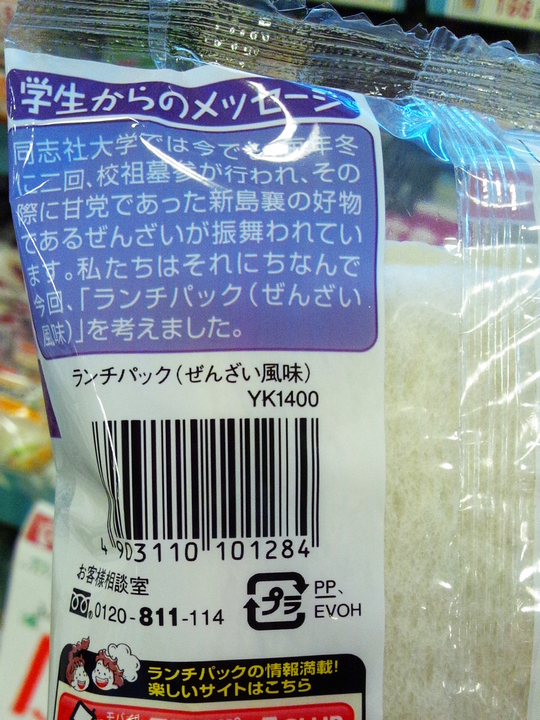 学生からのメッセージ
同志社大学では今で 年冬
に一回、校祖墓参が行われ、その
際に甘党であった新島襄の好物
であるぜんざいが振舞われてい
ます。私たちはそれにちなんで
今回、「ランチパック(ぜんざい
風味)」を考えました。
ランチパック(ぜんざい風味)
YK1400
4 903110 101284
お客様相談室
0120-811-114
プラ
PP、
EVOH
ランチパックの情報満載!
楽しいサイトはこちら